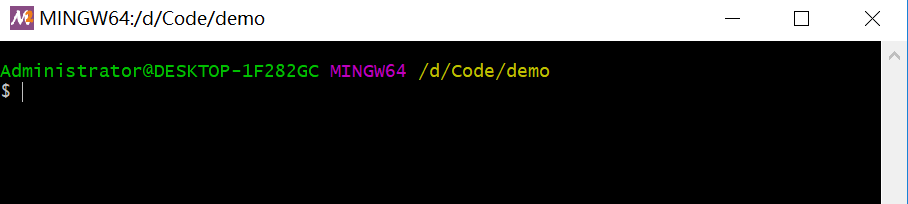 MINGW64:/d/Code/demo
Administrator@DESKTOP-1F282GC MINGW64 /d/Code/demo
$